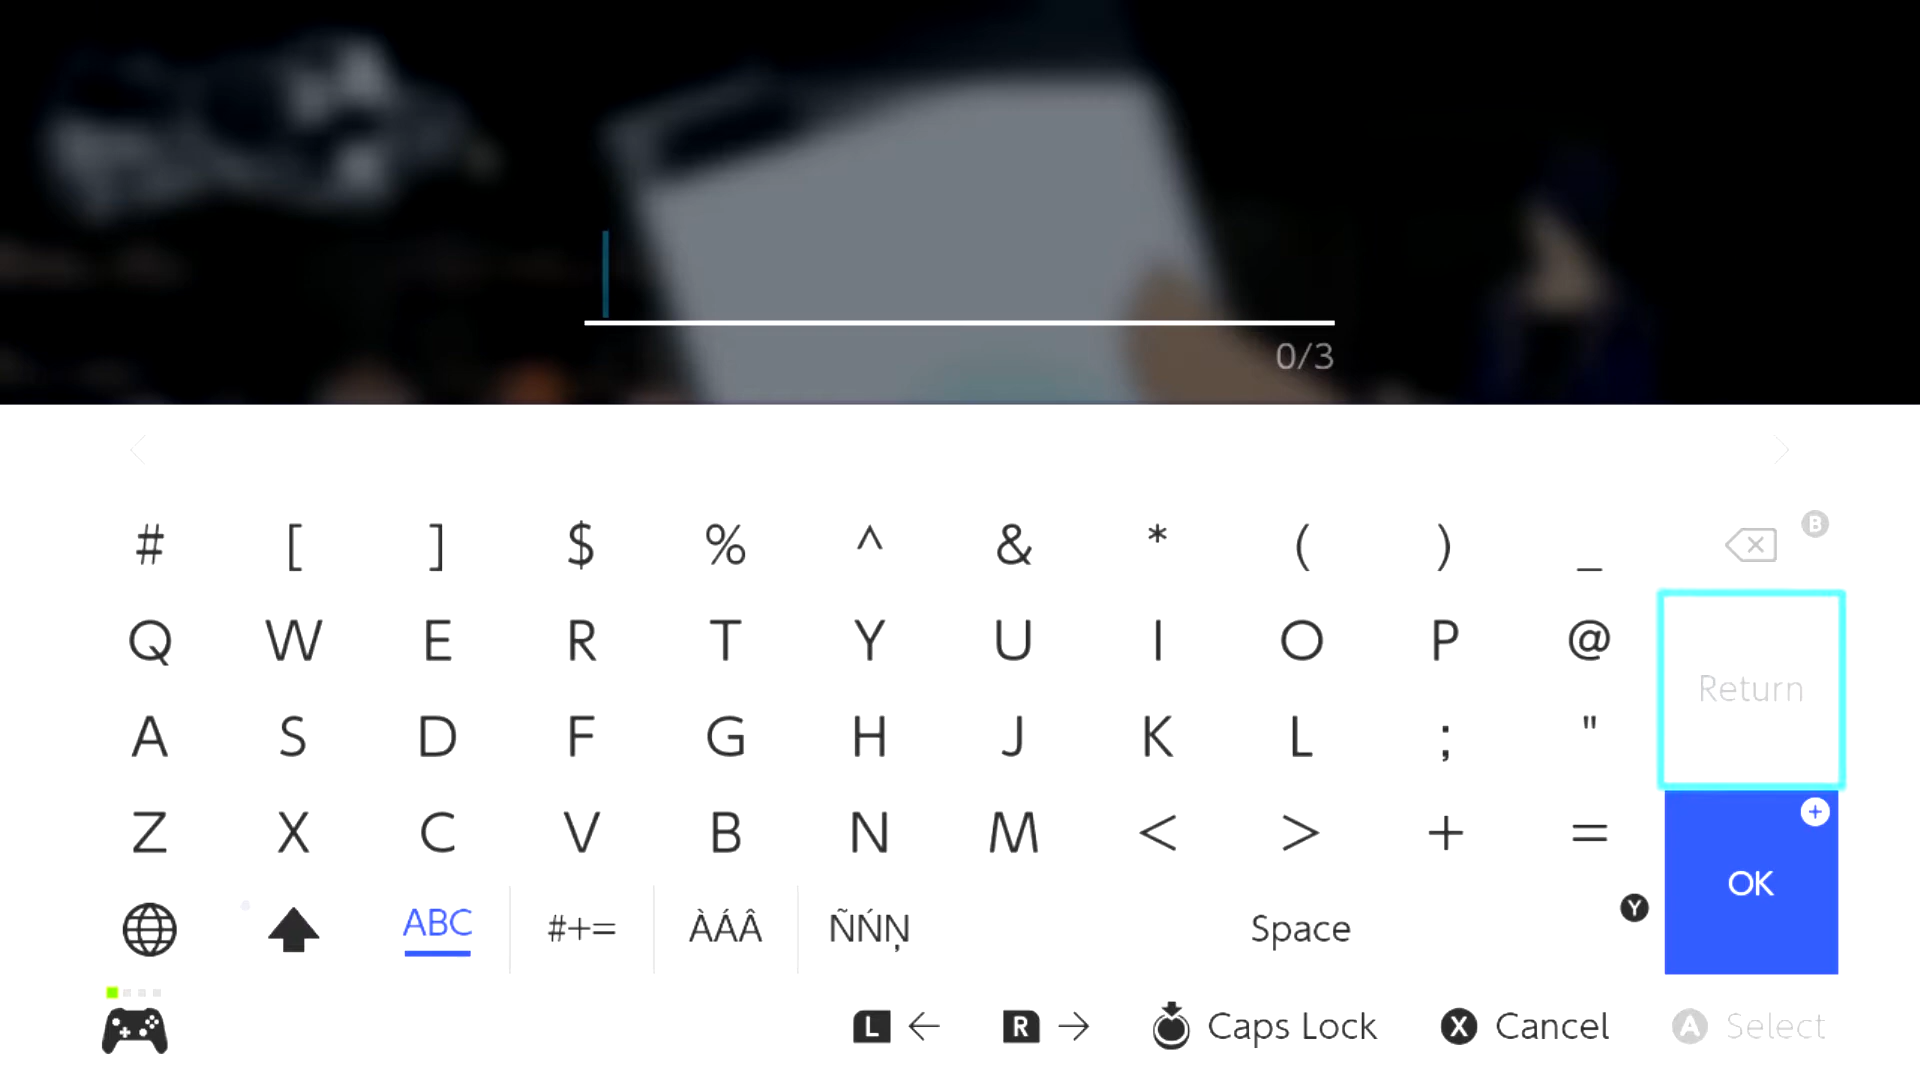 0/3
# [ ] $ % ^ & * ( ) _ B
Q W E R T Y U I O P @
Return
A S D F G H J K L ; "
Z X C V B N M < > + =
+
OK
ABC #+= ÀÁÂ ÑŃŅ Space Y
L ← R → Caps Lock X Cancel A Select